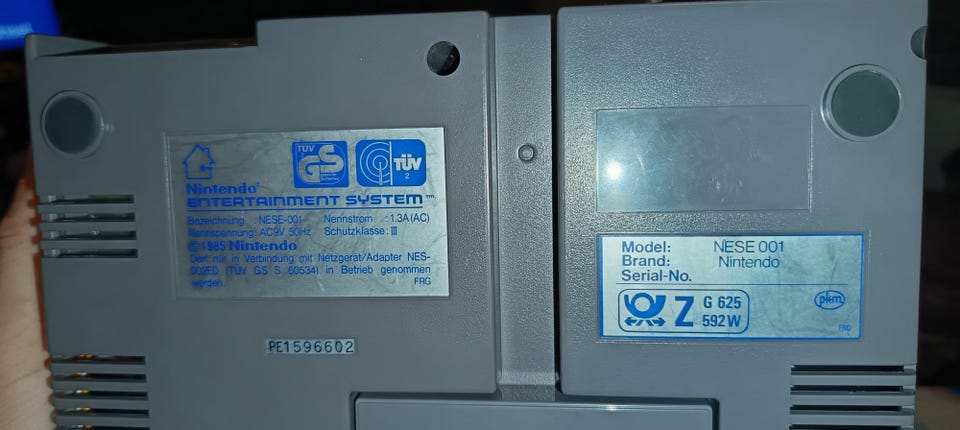 TÜV
GS
TÜV
2
Nintendo®
ENTERTAINMENT SYSTEM™
Bezeichnung : NESE-001 Nennstrom : 1.3A (AC)
Nennspannung: AC9V, 50Hz Schutzklasse: III
© 1985 Nintendo
Darf nur in Verbindung mit Netzgerät/Adapter NES-
002ED (TÜV GS S 60534) in Betrieb genommen
werden. FRG
PE1596602
Model: NESE 001
Brand: Nintendo
Serial-No.
Z G 625
592W
pkm
FRG